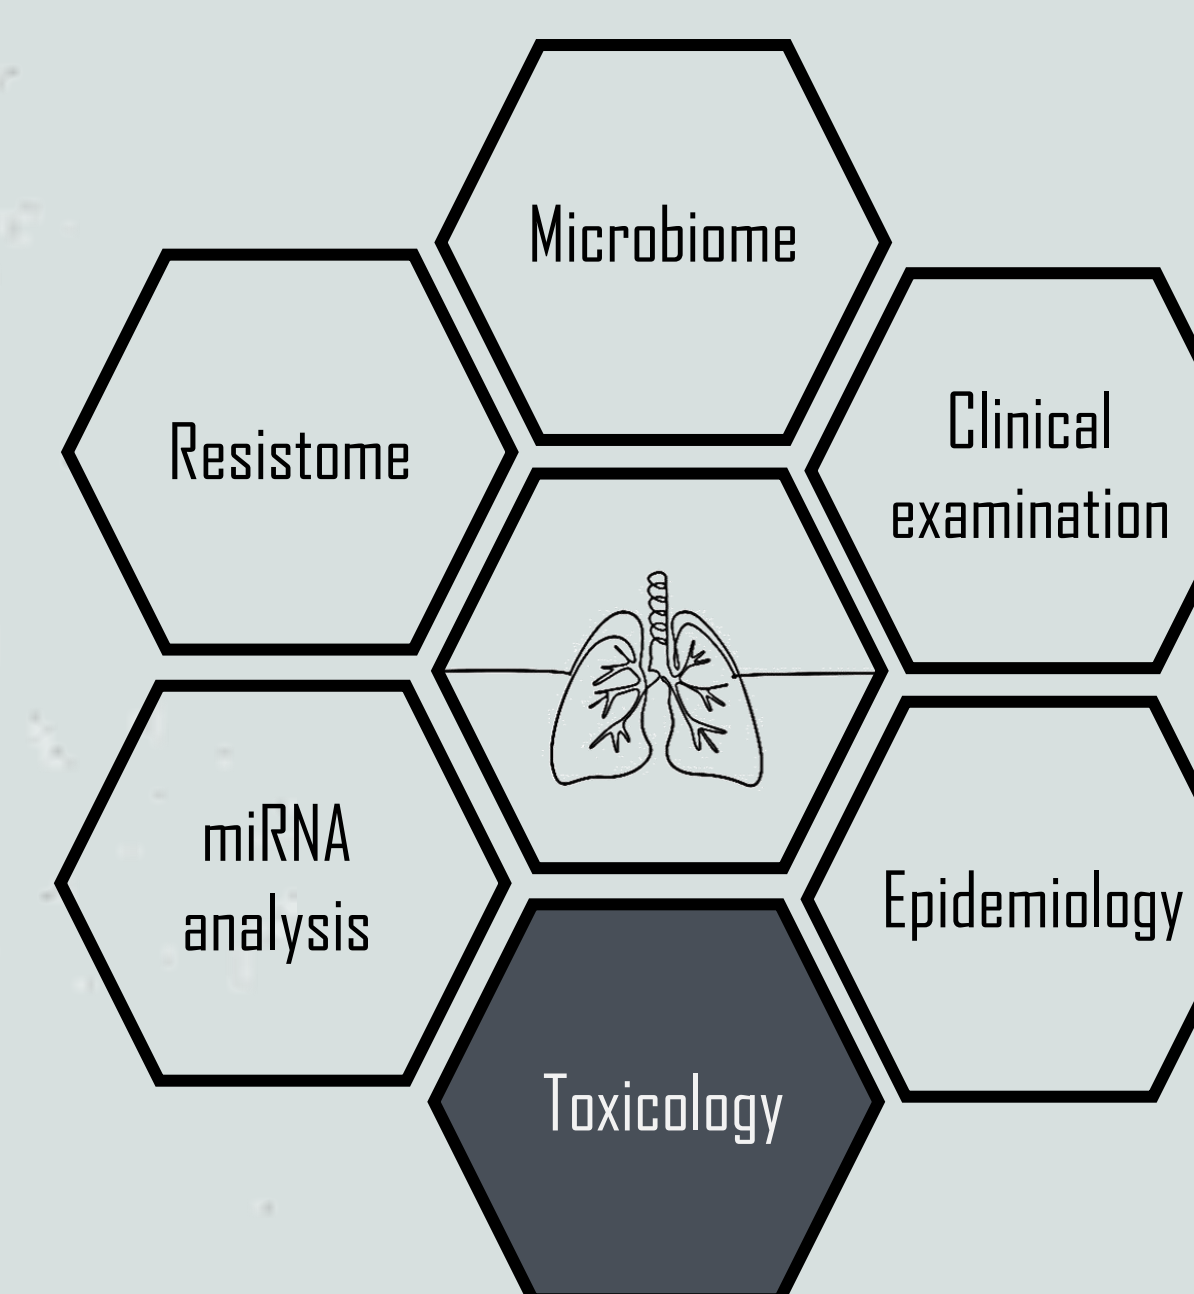 Microbiome
Resistome
Clinical
examination
miRNA
analysis
Epidemiology
Toxicology